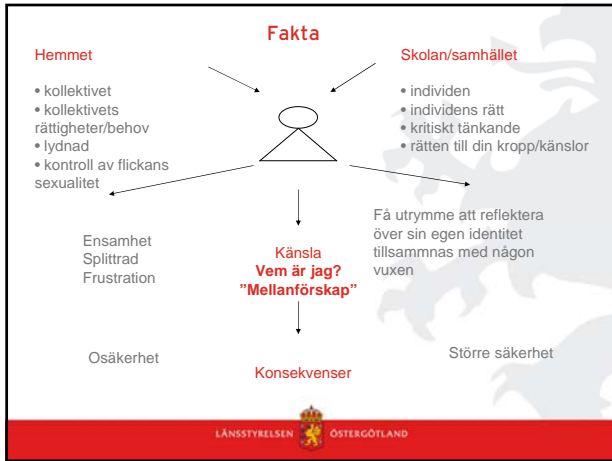 Fakta
Hemmet
• kollektivet
• kollektivets
rättigheter/behov
• lydnad
• kontroll av flickans
sexualitet
Skolan/samhället
• individen
• individens rätt
• kritiskt tänkande
• rätten till din kropp/känslor
Ensamhet
Splittrad
Frustration
Känsla
Vem är jag?
”Mellanförskap”
Få utrymme att reflektera
över sin egen identitet
tillsammnas med någon
vuxen
Osäkerhet
Konsekvenser
Större säkerhet
LÄNSSTYRELSEN ÖSTERGÖTLAND